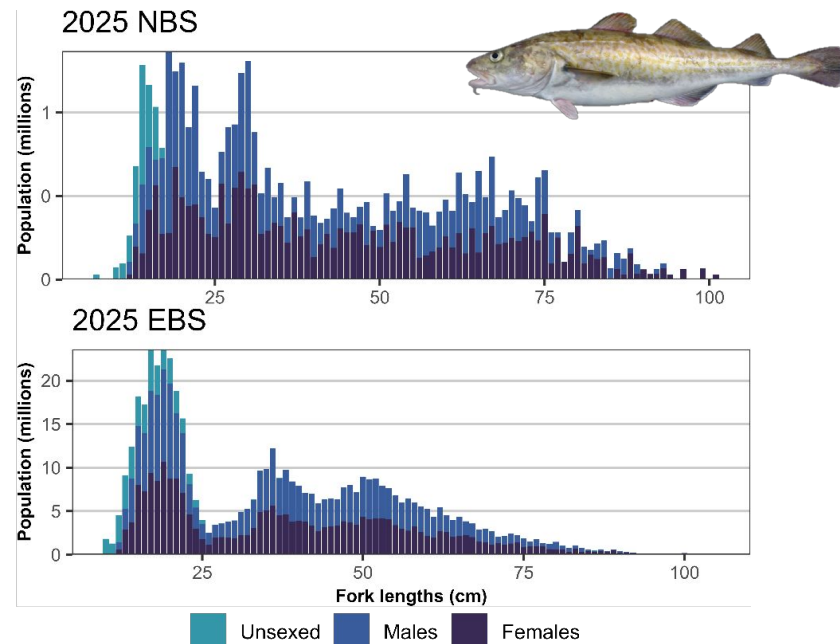 2025 NBS
Population (millions)
1
0
0
25
50
75
100
2025 EBS
Population (millions)
20
15
10
5
0
25
50
75
100
Fork lengths (cm)
Unsexed Males Females